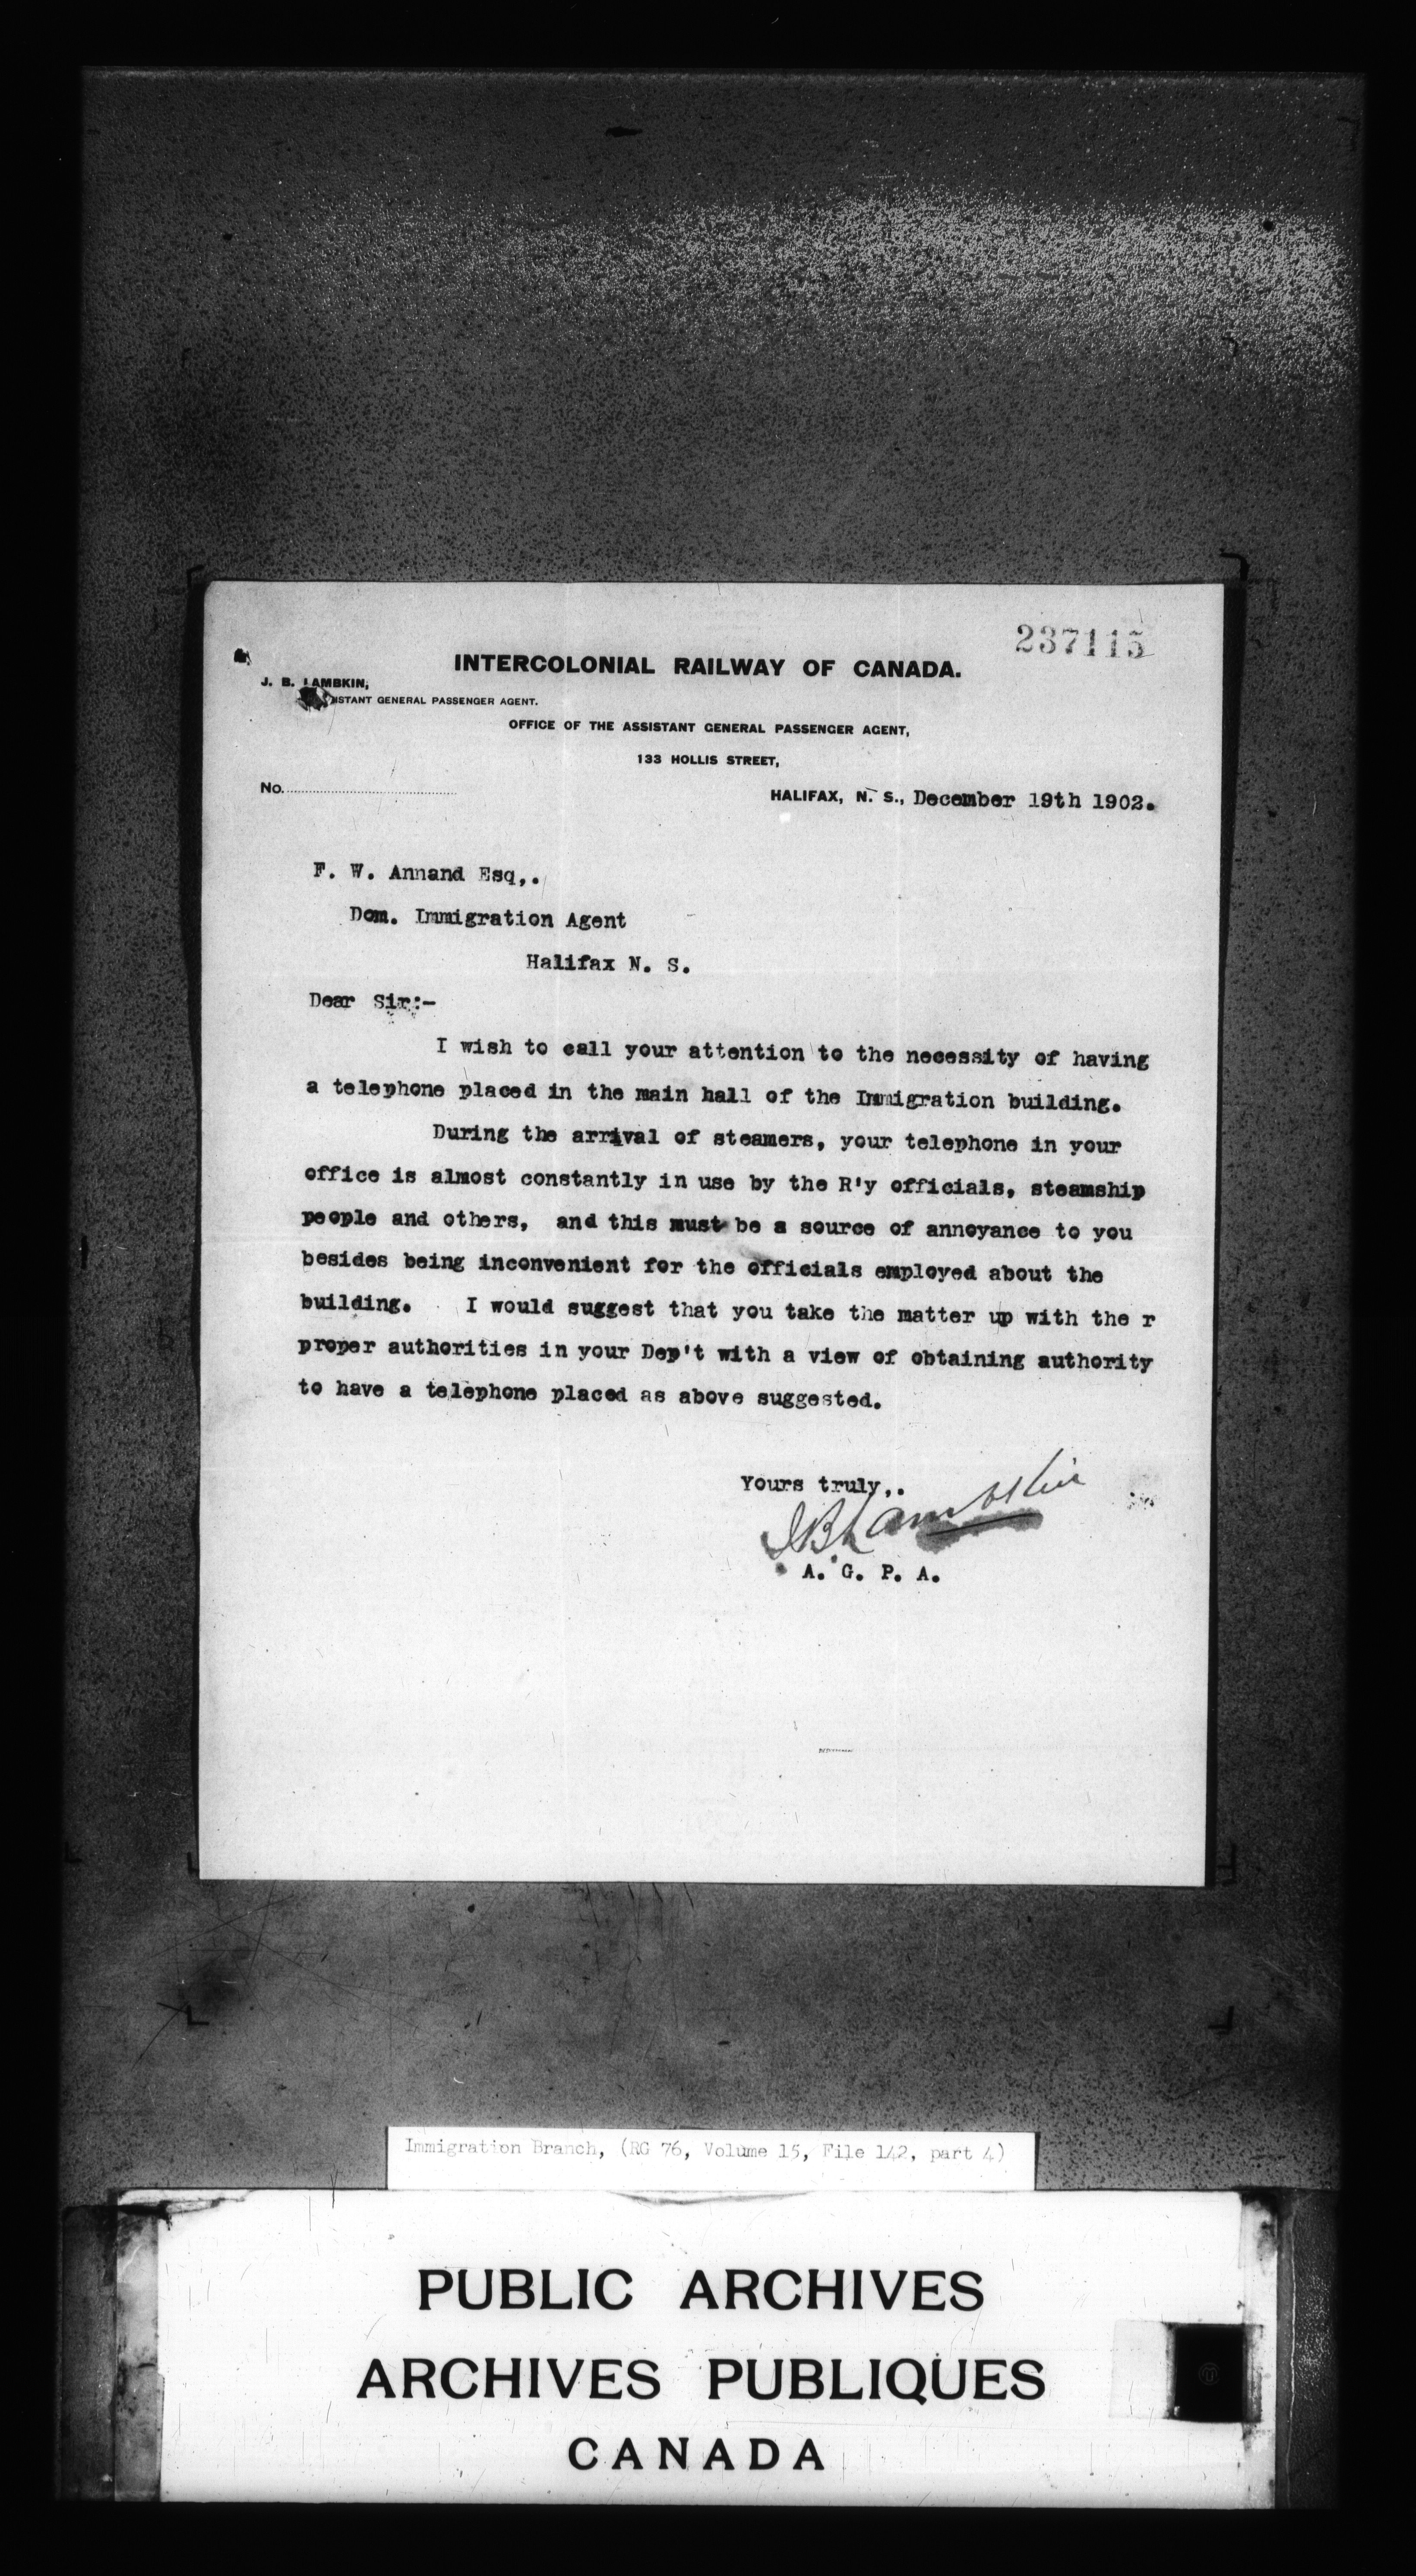 237115
INTERCOLONIAL RAILWAY OF CANADA.
J. B. LAMBKIN,
ISTANT GENERAL PASSENGER AGENT.
OFFICE OF THE ASSISTANT GENERAL PASSENGER AGENT,
133 HOLLIS STREET,
No.
HALIFAX, N. S., December 19th 1902.
F. W. Annand Esq,.
Dom. Immigration Agent
Halifax N. S.
Dear Sir:-
I wish to call your attention to the necessity of having
a telephone placed in the main hall of the Immigration building.
During the arrival of steamers, your telephone in your
office is almost constantly in use by the R'y officials, steamship
people and others, and this must be a source of annoyance to you
besides being inconvenient for the officials employed about the
building. I would suggest that you take the matter up with the r
proper authorities in your Dep't with a view of obtaining authority
to have a telephone placed as above suggested.
Yours truly,.
JB Lambkin
A. G. P. A.
Immigration Branch, (RG 76, Volume 15, File 142, part 4)
PUBLIC ARCHIVES
ARCHIVES PUBLIQUES
CANADA